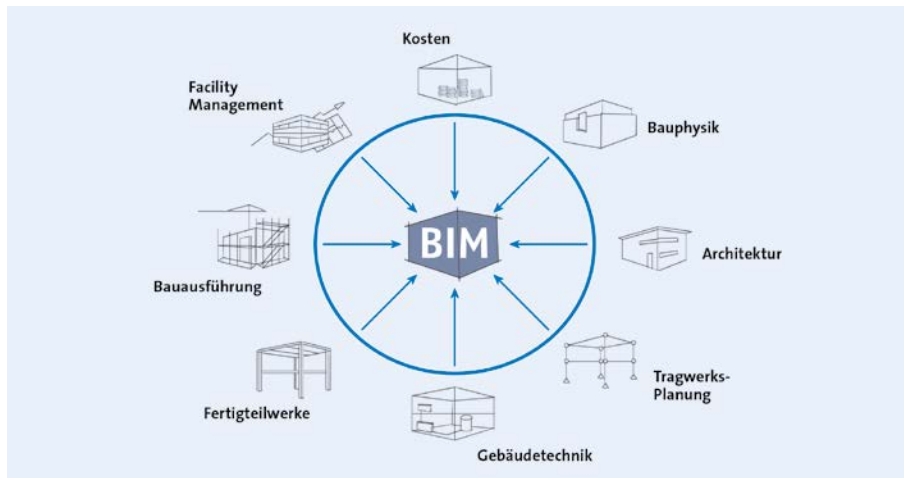 Kosten
Facility
Management
Bauphysik
BIM
Architektur
Bauausführung
Tragwerks-
Planung
Fertigteilwerke
Gebäudetechnik